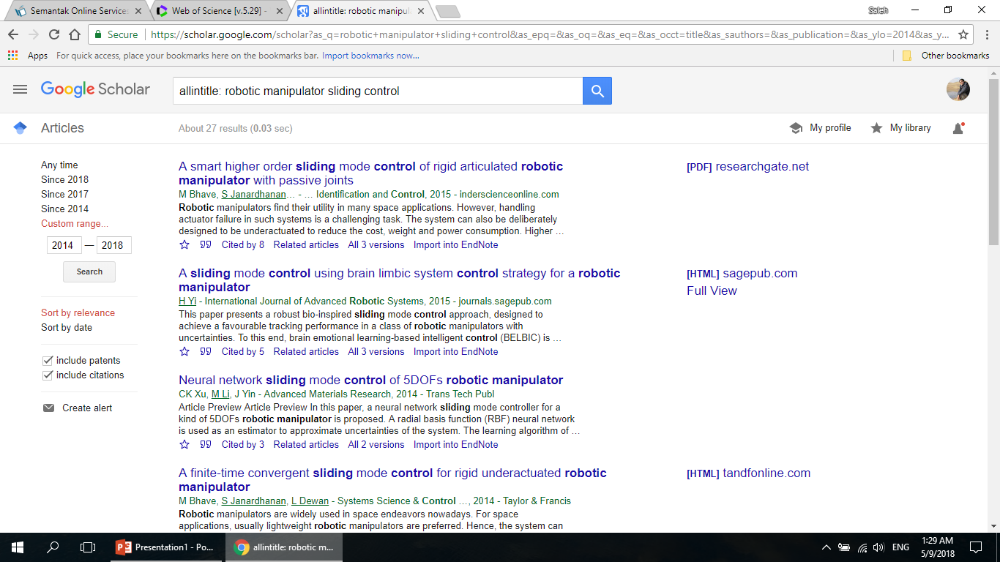 Semantak Online Services
Web of Science [v.5.29] -
allintitle: robotic manipul
Saleh
Secure
https://scholar.google.com/scholar?as_q=robotic+manipulator+sliding+control&as_epq=&as_oq=&as_eq=&as_occt=title&as_sauthors=&as_publication=&as_ylo=2014&as_y...
Apps For quick access, place your bookmarks here on the bookmarks bar. Import bookmarks now...
Other bookmarks
Google Scholar
allintitle: robotic manipulator sliding control
Articles
About 27 results (0.03 sec)
My profile
My library
Any time
Since 2018
Since 2017
Since 2014
Custom range...
2014 — 2018
Search
Sort by relevance
Sort by date
include patents
include citations
Create alert
A smart higher order sliding mode control of rigid articulated robotic
manipulator with passive joints
M Bhave, S Janardhanan… - … Identification and Control, 2015 - inderscienceonline.com
Robotic manipulators find their utility in many space applications. However, handling
actuator failure in such systems is a challenging task. The system can also be deliberately
designed to be underactuated to reduce the cost, weight and power consumption. Higher …
Cited by 8 Related articles All 3 versions Import into EndNote
[PDF] researchgate.net
A sliding mode control using brain limbic system control strategy for a robotic
manipulator
H Yi - International Journal of Advanced Robotic Systems, 2015 - journals.sagepub.com
This paper presents a robust bio-inspired sliding mode control approach, designed to
achieve a favourable tracking performance in a class of robotic manipulators with
uncertainties. To this end, brain emotional learning-based intelligent control (BELBIC) is …
Cited by 5 Related articles All 3 versions Import into EndNote
[HTML] sagepub.com
Full View
Neural network sliding mode control of 5DOFs robotic manipulator
CK Xu, M Li, J Yin - Advanced Materials Research, 2014 - Trans Tech Publ
Article Preview Article Preview In this paper, a neural network sliding mode controller for a
kind of 5DOFs robotic manipulator is proposed. A radial basis function (RBF) neural network
is used as an estimator to approximate uncertainties of the system. The learning algorithm of …
Cited by 3 Related articles All 2 versions Import into EndNote
A finite-time convergent sliding mode control for rigid underactuated robotic
manipulator
M Bhave, S Janardhanan, L Dewan - Systems Science & Control …, 2014 - Taylor & Francis
Robotic manipulators are widely used in space endeavors nowadays. For space
applications, usually lightweight robotic manipulators are preferred. Hence, the system can
[HTML] tandfonline.com
Presentation1 - Po...
allintitle: robotic m...
ENG
1:29 AM
5/9/2018